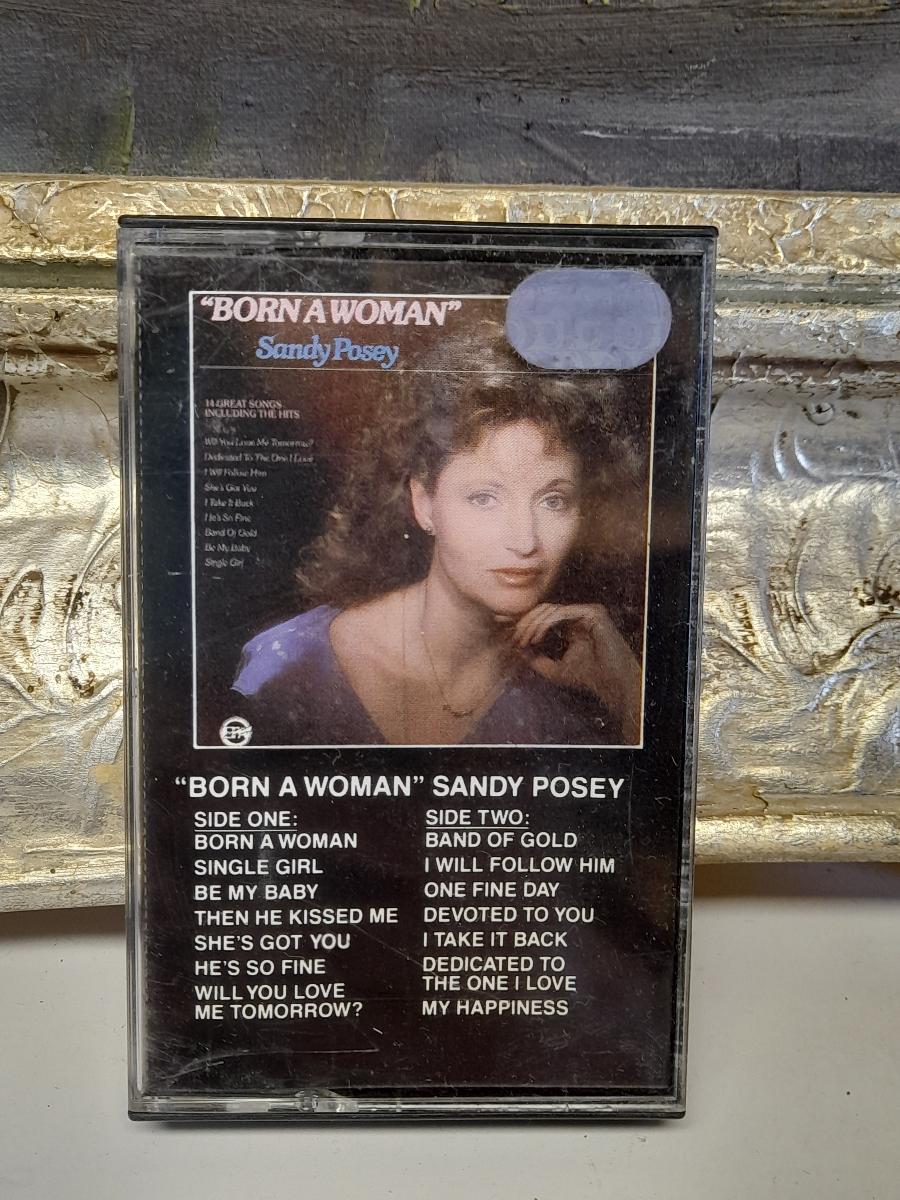 "BORN A WOMAN"
Sandy Posey
14 GREAT SONGS
INCLUDING THE HITS
Will You Love Me Tomorrow?
Dedicated To The One I Love
I Will Follow Him
She's Got You
I Take It Back
He's So Fine
Band Of Gold
Be My Baby
Single Girl
"BORN A WOMAN" SANDY POSEY
SIDE ONE:
BORN A WOMAN
SINGLE GIRL
BE MY BABY
THEN HE KISSED ME
SHE'S GOT YOU
HE'S SO FINE
WILL YOU LOVE
ME TOMORROW?
SIDE TWO:
BAND OF GOLD
I WILL FOLLOW HIM
ONE FINE DAY
DEVOTED TO YOU
I TAKE IT BACK
DEDICATED TO
THE ONE I LOVE
MY HAPPINESS